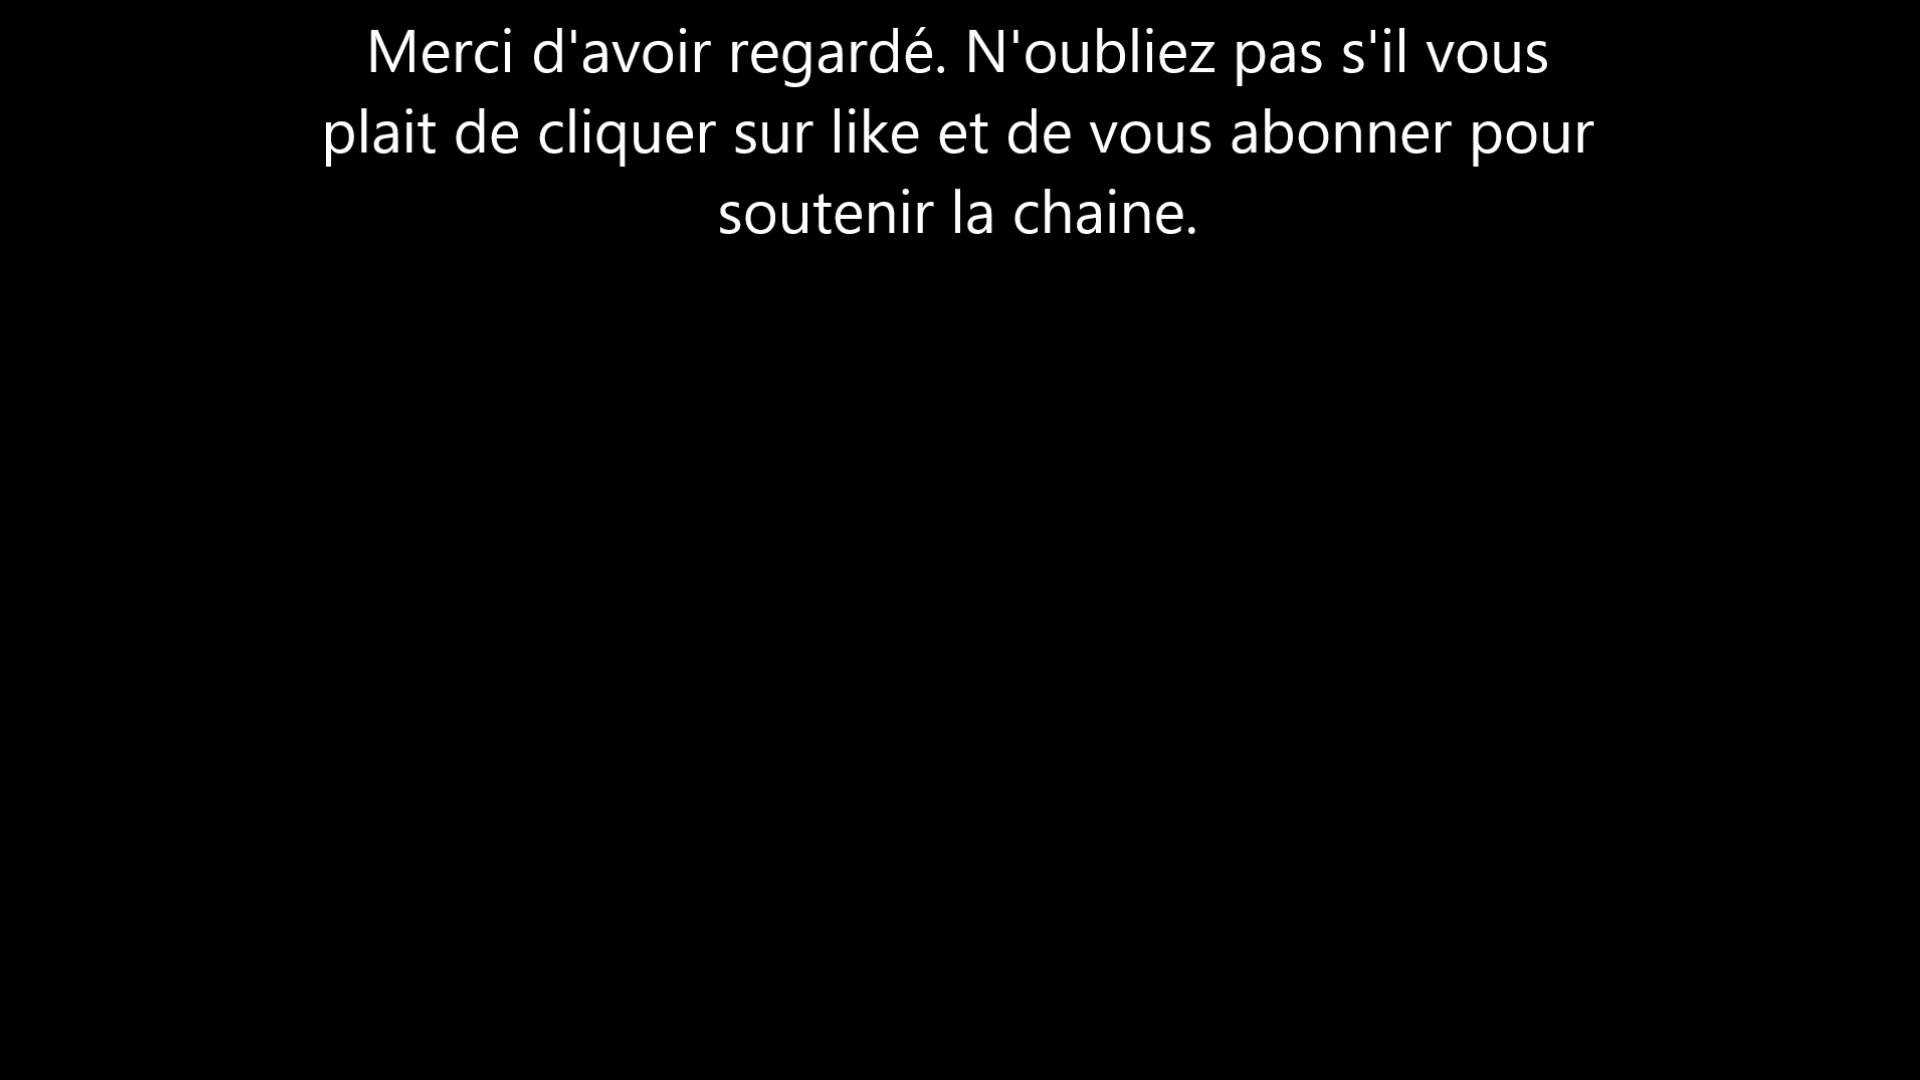 Merci d'avoir regardé. N'oubliez pas s'il vous
plait de cliquer sur like et de vous abonner pour
soutenir la chaine.